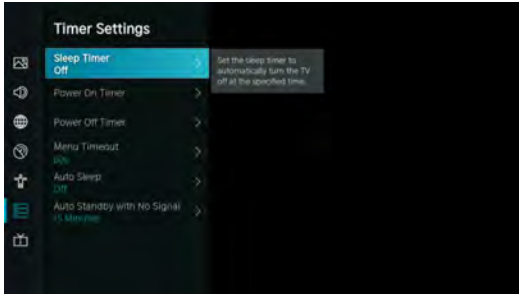 Timer Settings
Sleep Timer
Off
Set the sleep timer to
automatically turn the TV
off at the specified time.
Power On Timer
Power Off Timer
Menu Timeout
60s
Auto Sleep
Off
Auto Standby with No Signal
15 Minutes